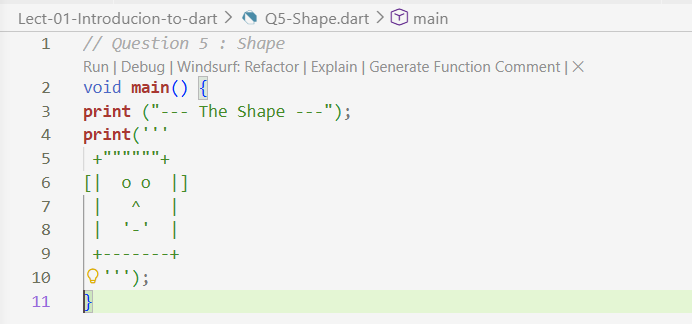 Lect-01-Introducion-to-dart > Q5-Shape.dart > main
1 // Question 5 : Shape
Run | Debug | Windsurf: Refactor | Explain | Generate Function Comment | ×
2 void main() {
3 print ("--- The Shape ---");
4 print('''
5  +""""""+
6 [|  o o  |]
7  |   ^   |
8  |  '-'  |
9  +-------+
10   ''');
11 }